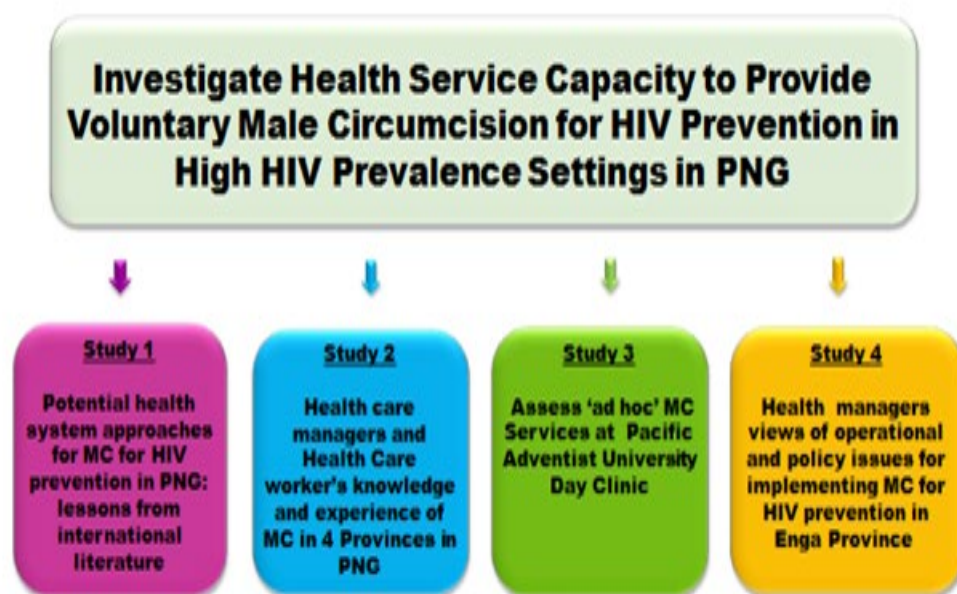 Investigate Health Service Capacity to Provide
Voluntary Male Circumcision for HIV Prevention in
High HIV Prevalence Settings in PNG
Study 1
Potential health
system approaches
for MC for HIV
prevention in PNG:
lessons from
international
literature
Study 2
Health care
managers and
Health Care
worker's knowledge
and experience of
MC in 4 Provinces in
PNG
Study 3
Assess ‘ad hoc’ MC
Services at Pacific
Adventist University
Day Clinic
Study 4
Health managers
views of operational
and policy issues for
implementing MC for
HIV prevention in
Enga Province